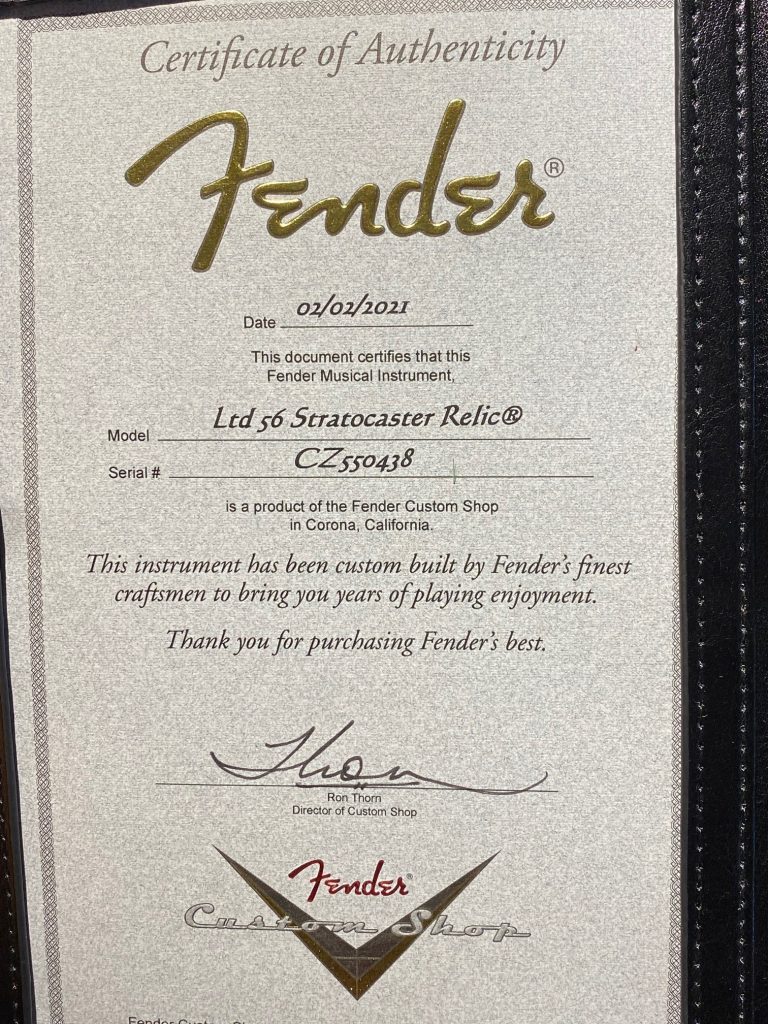 Certificate of Authenticity
Fender®
Date 02/02/2021
This document certifies that this
Fender Musical Instrument,
Model Ltd 56 Stratocaster Relic®
Serial # CZ550438
is a product of the Fender Custom Shop
in Corona, California.
This instrument has been custom built by Fender's finest
craftsmen to bring you years of playing enjoyment.
Thank you for purchasing Fender's best.
Thorn
Ron Thorn
Director of Custom Shop
Fender®
Custom Shop